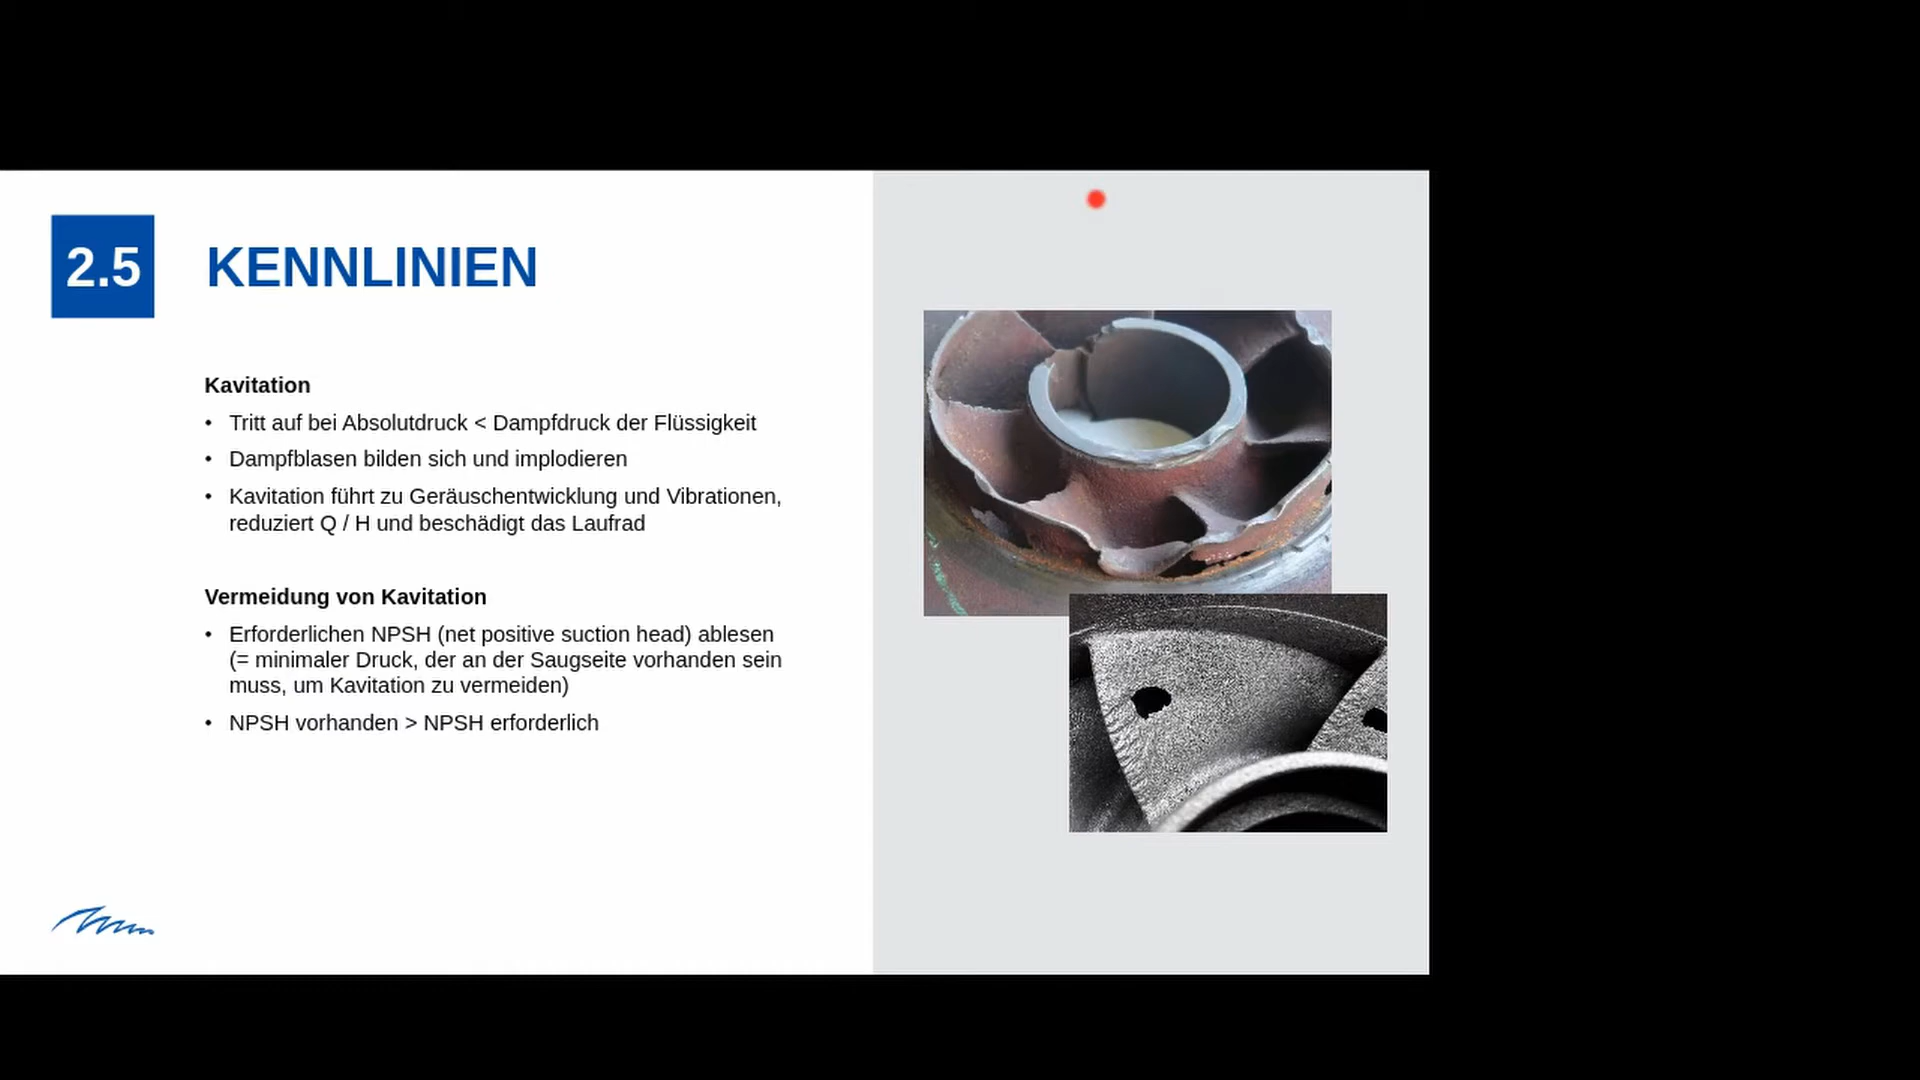 2.5
KENNLINIEN
Kavitation
• Tritt auf bei Absolutdruck < Dampfdruck der Flüssigkeit
• Dampfblasen bilden sich und implodieren
• Kavitation führt zu Geräuschentwicklung und Vibrationen,
reduziert Q / H und beschädigt das Laufrad
Vermeidung von Kavitation
• Erforderlichen NPSH (net positive suction head) ablesen
(= minimaler Druck, der an der Saugseite vorhanden sein
muss, um Kavitation zu vermeiden)
• NPSH vorhanden > NPSH erforderlich